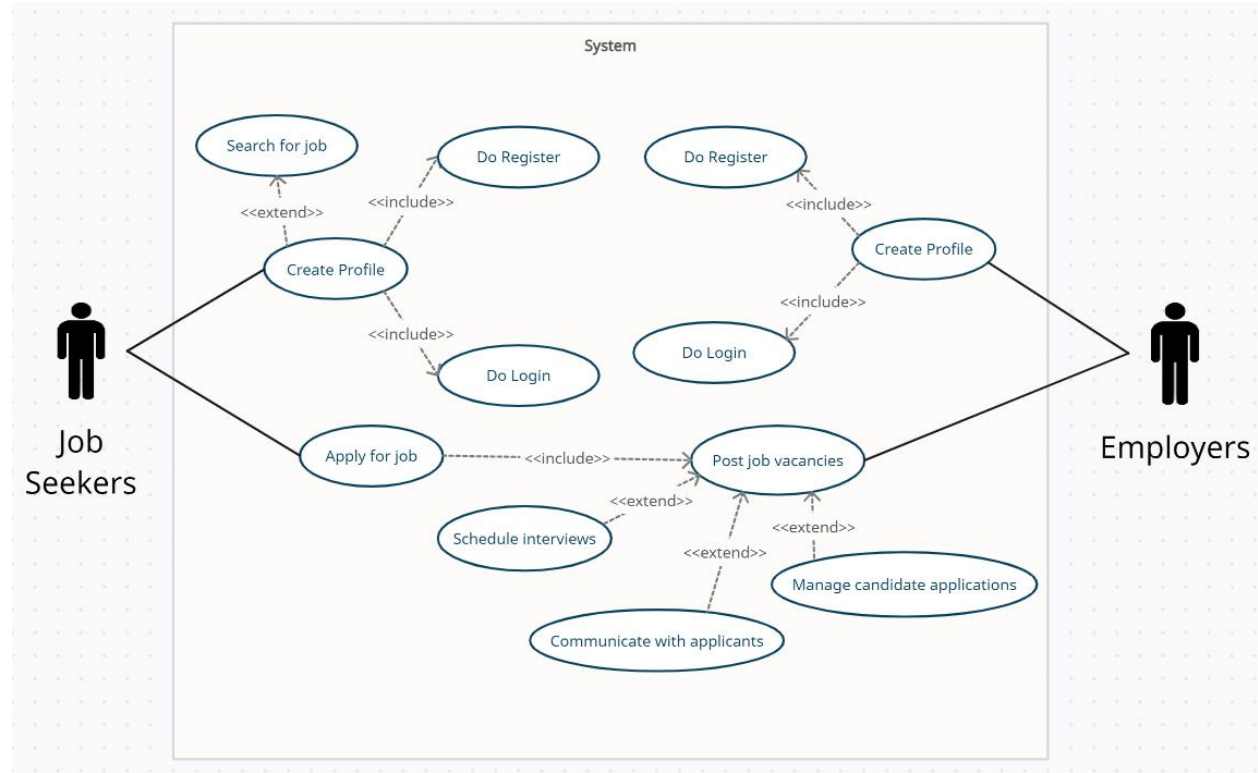 System
Search for job
Do Register
Do Register
<<extend>>
<<include>>
<<include>>
Create Profile
Create Profile
<<include>>
<<include>>
Do Login
Do Login
Job
Seekers
Employers
Apply for job
<<include>>
Post job vacancies
<<extend>>
Schedule interviews
<<extend>>
<<extend>>
Manage candidate applications
Communicate with applicants